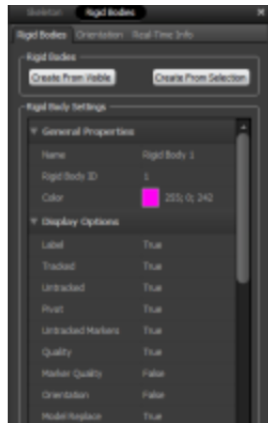 Skeleton Rigid Bodies
Rigid Bodies Orientation Real-Time Info
Rigid Bodies
Create From Visible Create From Selection
Rigid Body Settings
General Properties
Name Rigid Body 1
Rigid Body ID 1
Color 255; 0; 242
Display Options
Label True
Tracked True
Untracked True
Pivot True
Untracked Markers True
Quality True
Marker Quality False
Orientation False
Model Replace True